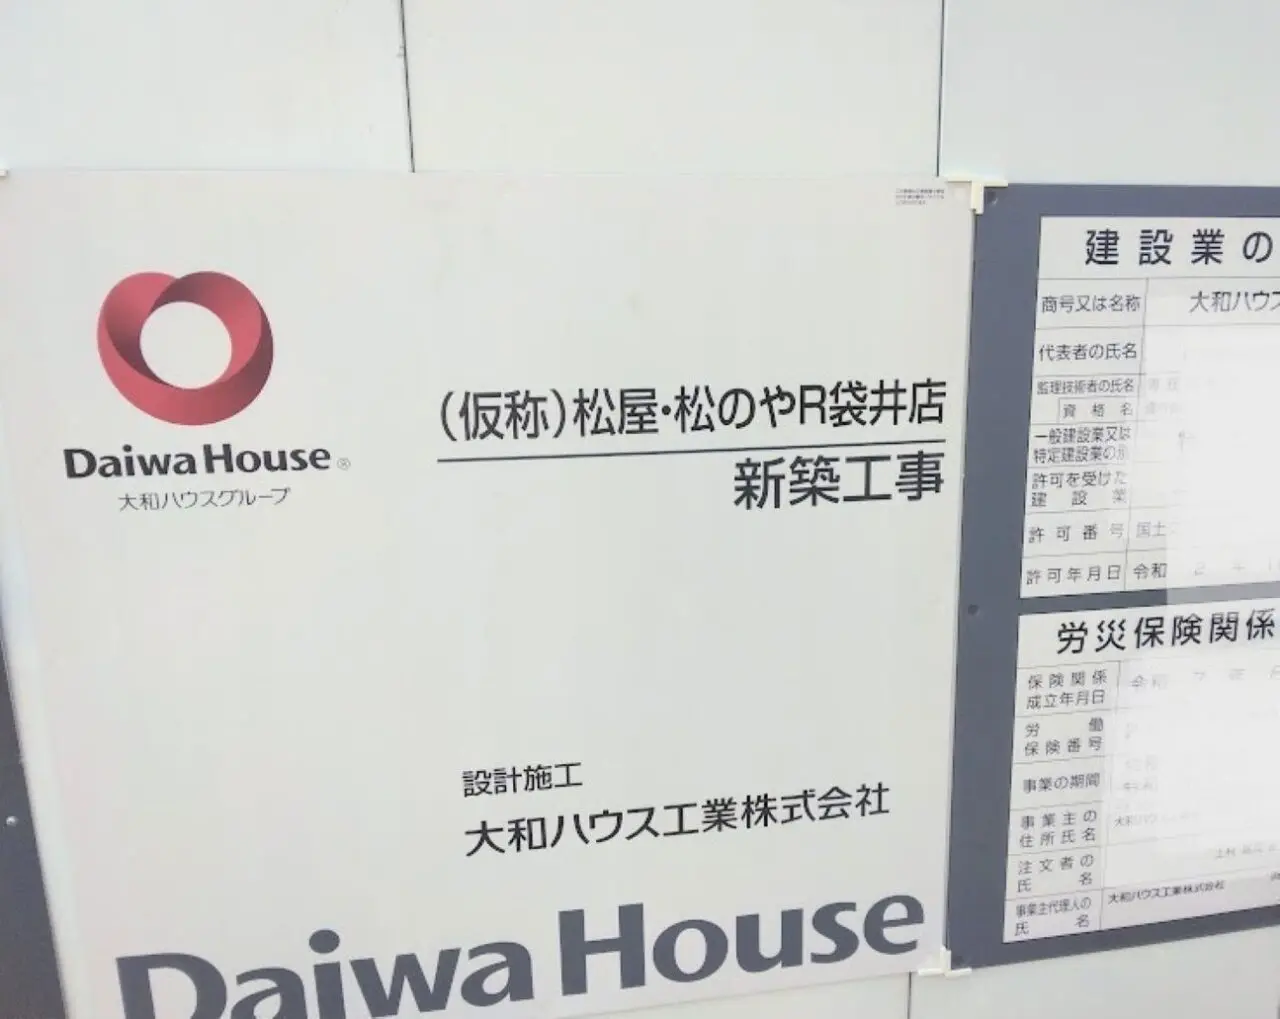 Daiwa House®
大和ハウスグループ
(仮称)松屋・松のやR袋井店
新築工事
設計施工
大和ハウス工業株式会社
Daiwa House
建設業の
商号又は名称 大和ハウス
代表者の氏名
監理技術者の氏名
資格名
一般建設業又は
特定建設業の別
許可を受けた
建設業
許可番号 国土
許可年月日 令和 2
労災保険関係
保険関係
成立年月日 令和 7 年
労働
保険番号
事業の期間
事業主の
住所氏名
注文者の
氏名
事業主代理人の
氏名
大和ハウス工業株式会社